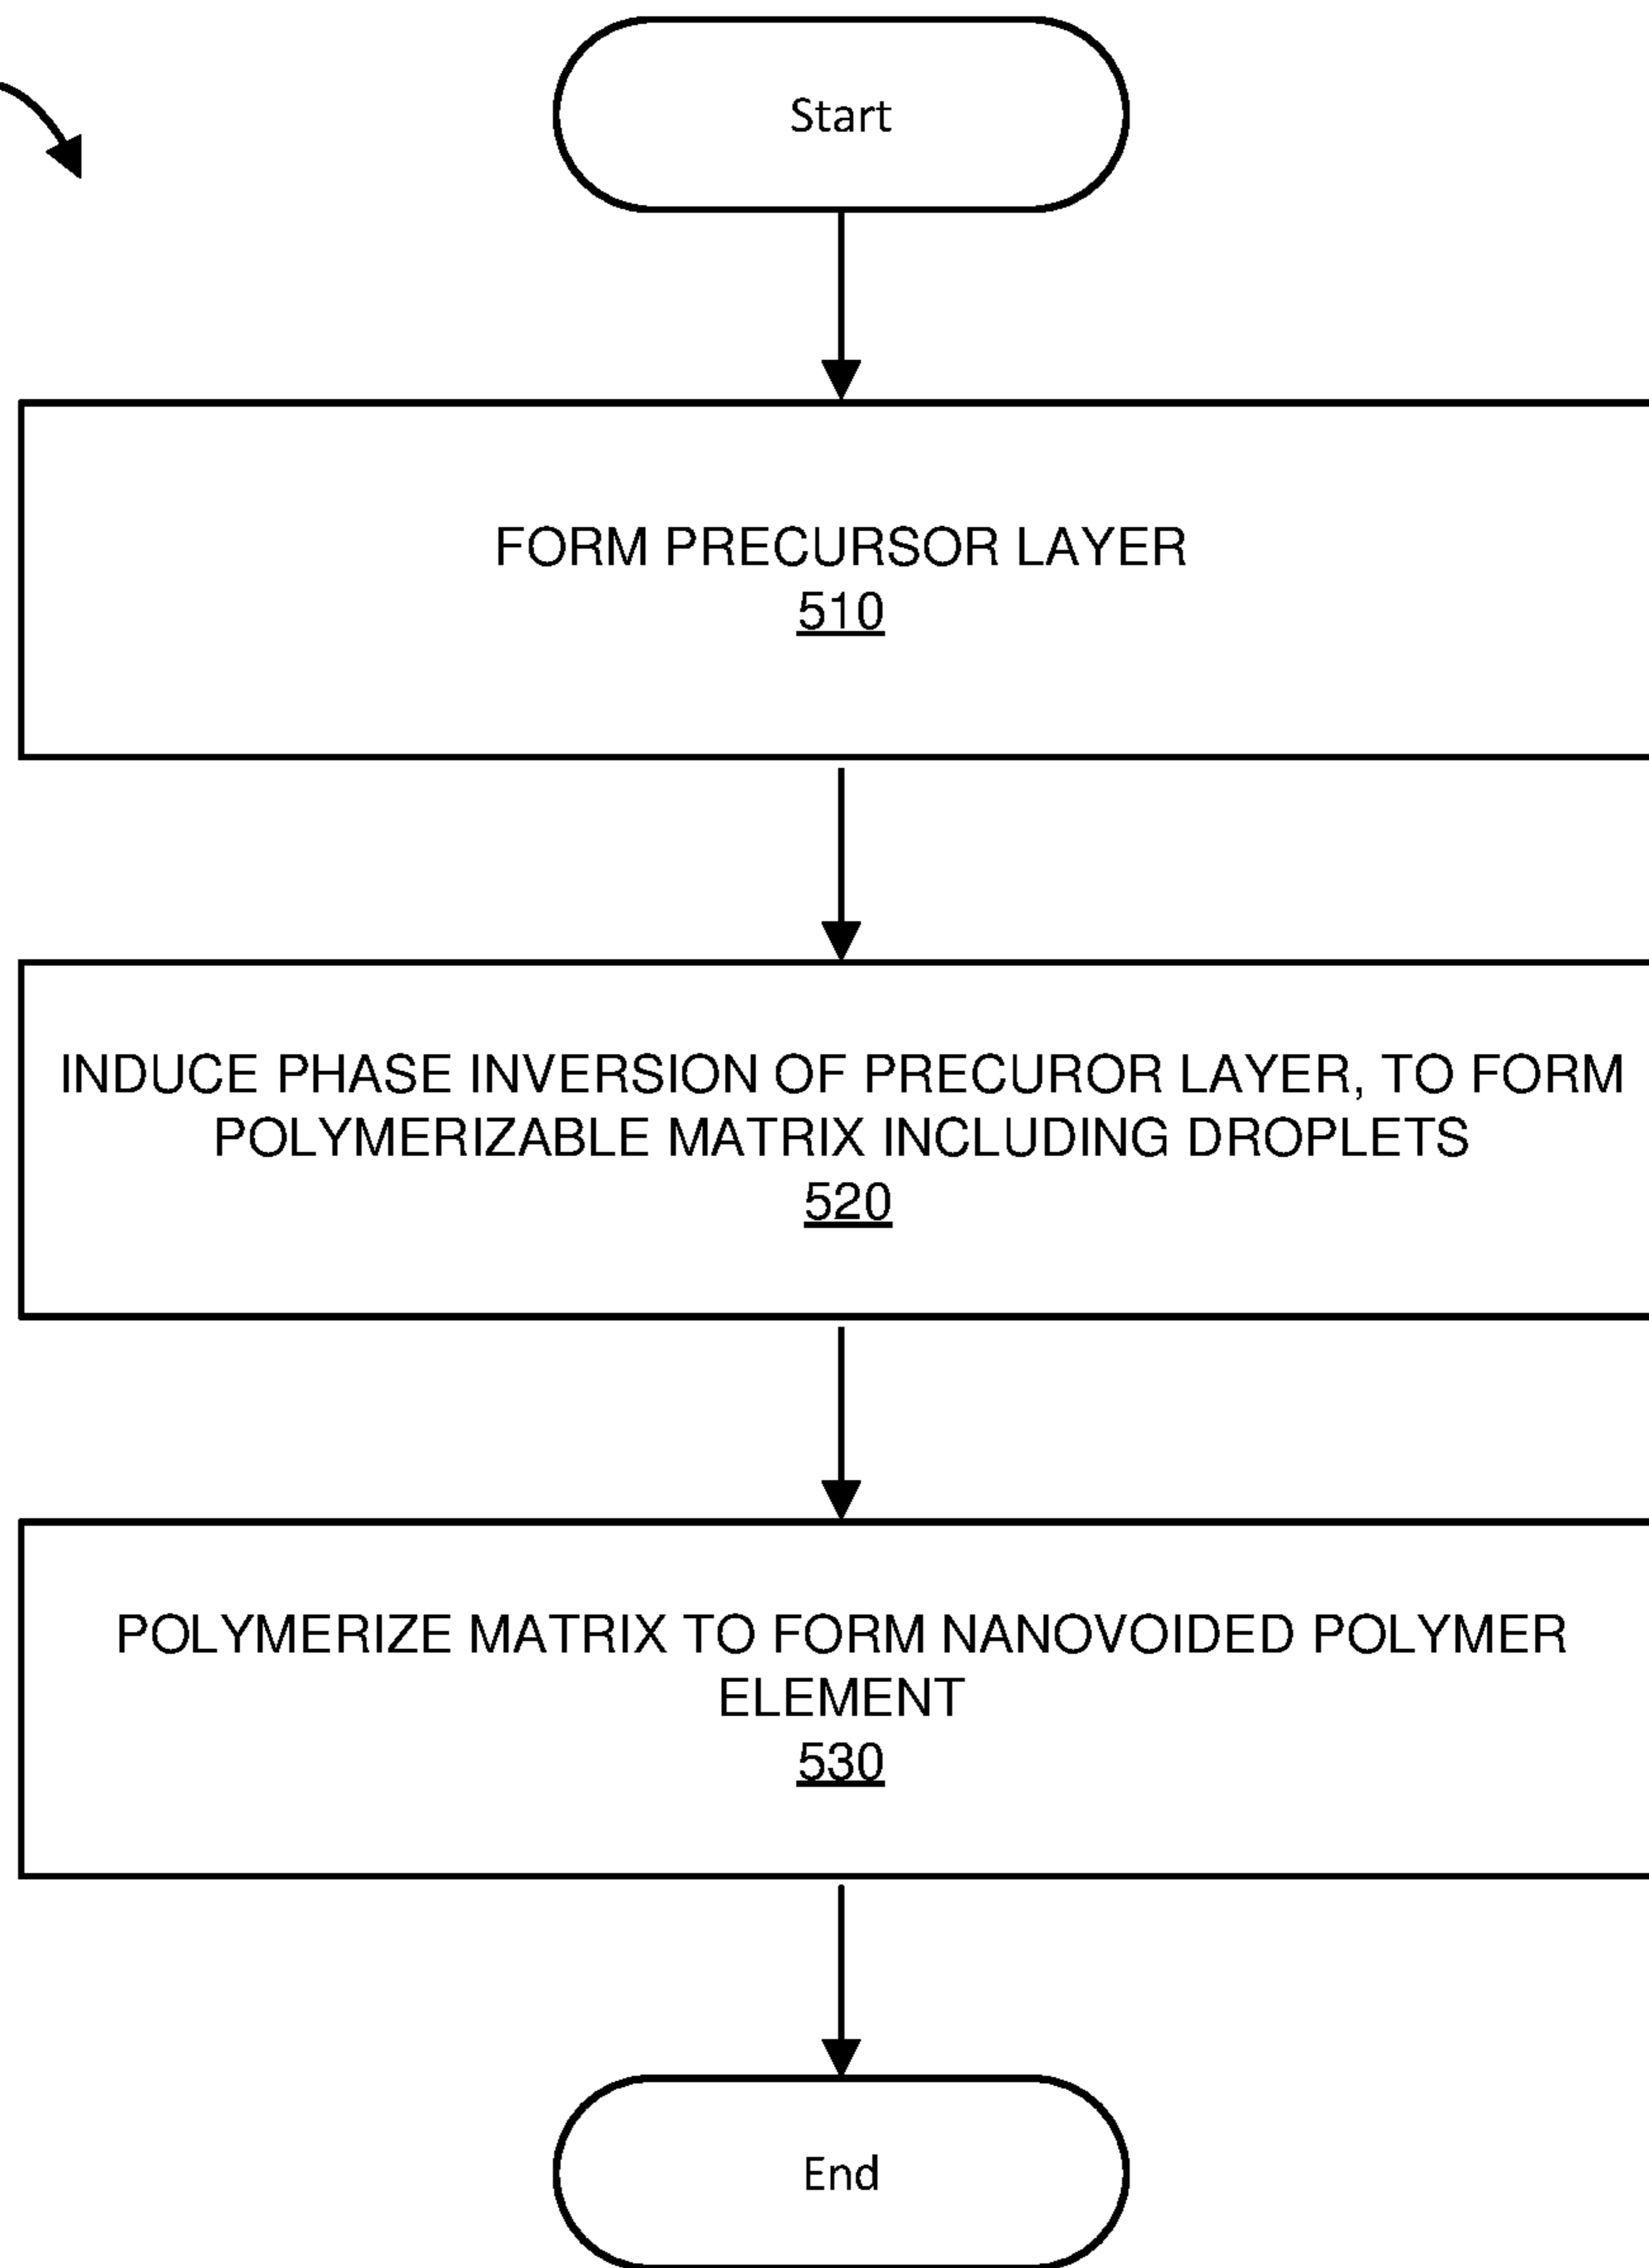 Start
FORM PRECURSOR LAYER
510
INDUCE PHASE INVERSION OF PRECUROR LAYER, TO FORM
POLYMERIZABLE MATRIX INCLUDING DROPLETS
520
POLYMERIZE MATRIX TO FORM NANOVOIDED POLYMER
ELEMENT
530
End